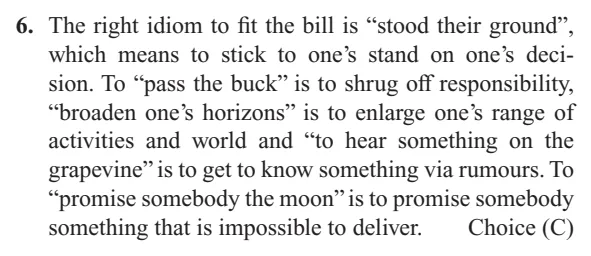 6. The right idiom to fit the bill is “stood their ground”,
which means to stick to one’s stand on one’s deci-
sion. To “pass the buck” is to shrug off responsibility,
“broaden one’s horizons” is to enlarge one’s range of
activities and world and “to hear something on the
grapevine” is to get to know something via rumours. To
“promise somebody the moon” is to promise somebody
something that is impossible to deliver. Choice (C)